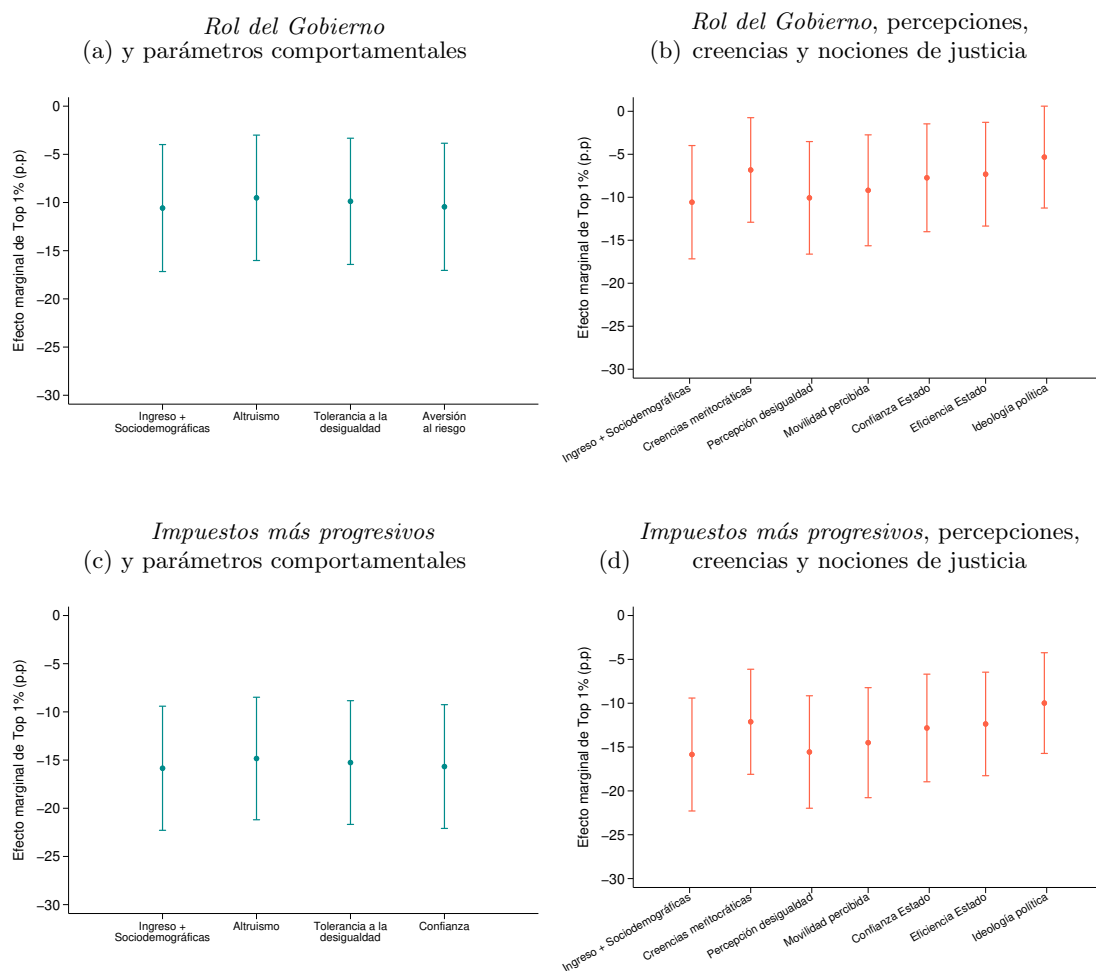 Rol del Gobierno
(a) y parámetros comportamentales
Efecto marginal de Top 1% (p.p)
0
−5
−10
−15
−20
−25
−30
Ingreso +
Sociodemográficas
Altruismo
Tolerancia a la
desigualdad
Aversión
al riesgo
Rol del Gobierno, percepciones,
(b) creencias y nociones de justicia
Efecto marginal de Top 1% (p.p)
0
−5
−10
−15
−20
−25
−30
Ingreso + Sociodemográficas
Creencias meritocráticas
Percepción desigualdad
Movilidad percibida
Confianza Estado
Eficiencia Estado
Ideología política
Impuestos más progresivos
(c) y parámetros comportamentales
Efecto marginal de Top 1% (p.p)
0
−5
−10
−15
−20
−25
−30
Ingreso +
Sociodemográficas
Altruismo
Tolerancia a la
desigualdad
Confianza
Impuestos más progresivos, percepciones,
(d) creencias y nociones de justicia
Efecto marginal de Top 1% (p.p)
0
−5
−10
−15
−20
−25
−30
Ingreso + Sociodemográficas
Creencias meritocráticas
Percepción desigualdad
Movilidad percibida
Confianza Estado
Eficiencia Estado
Ideología política